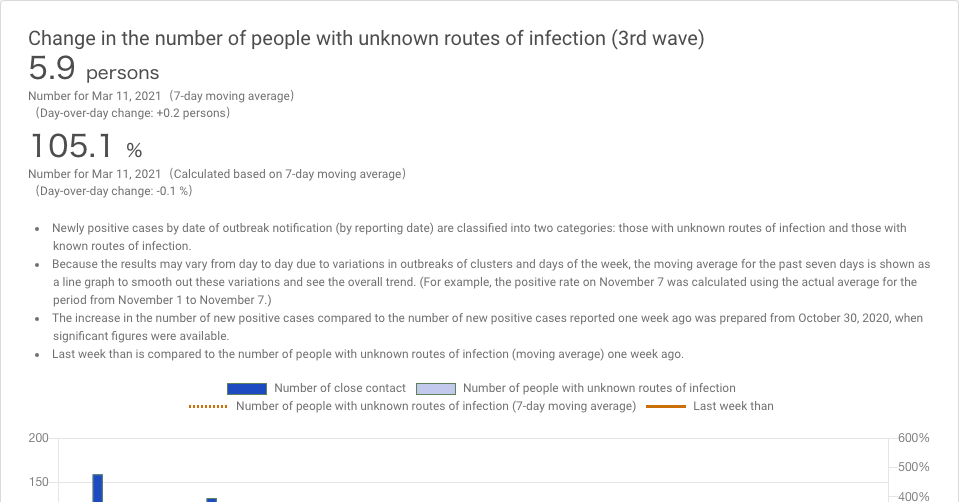 Change in the number of people with unknown routes of infection (3rd wave)
5.9 persons
Number for Mar 11, 2021 (7-day moving average)
(Day-over-day change: +0.2 persons)
105.1 %
Number for Mar 11, 2021 (Calculated based on 7-day moving average)
(Day-over-day change: -0.1 %)
• Newly positive cases by date of outbreak notification (by reporting date) are classified into two categories: those with unknown routes of infection and those with
known routes of infection.
• Because the results may vary from day to day due to variations in outbreaks of clusters and days of the week, the moving average for the past seven days is shown as
a line graph to smooth out these variations and see the overall trend. (For example, the positive rate on November 7 was calculated using the actual average for the
period from November 1 to November 7.)
• The increase in the number of new positive cases compared to the number of new positive cases reported one week ago was prepared from October 30, 2020, when
significant figures were available.
• Last week than is compared to the number of people with unknown routes of infection (moving average) one week ago.
Number of close contact Number of people with unknown routes of infection
Number of people with unknown routes of infection (7-day moving average) Last week than
200 600%
500%
150
400%